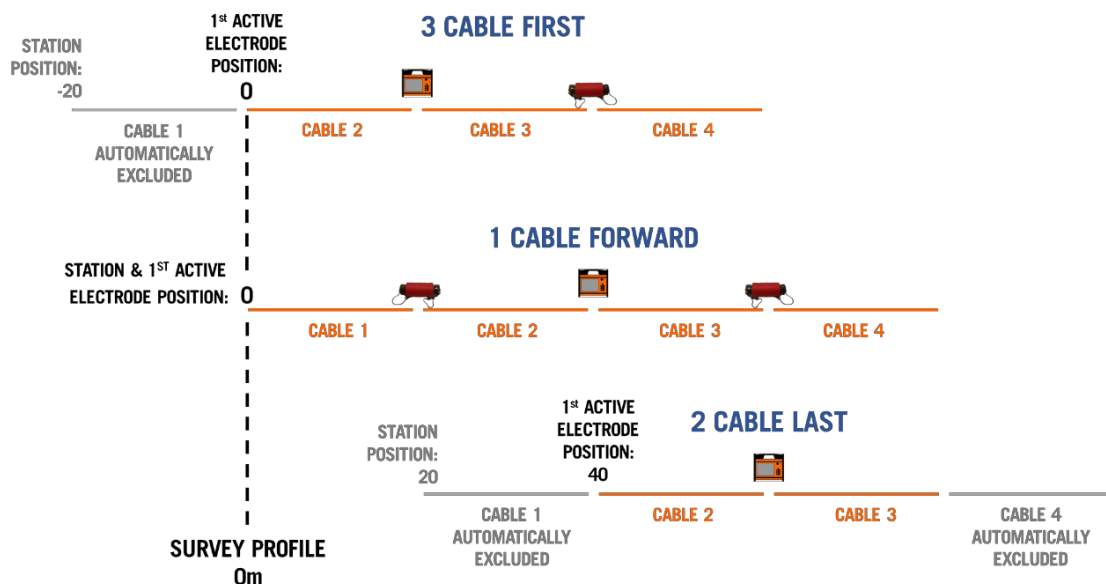 3 CABLE FIRST
STATION
POSITION:
-20
1st ACTIVE
ELECTRODE
POSITION:
0
CABLE 1
AUTOMATICALLY
EXCLUDED
CABLE 2
CABLE 3
CABLE 4
1 CABLE FORWARD
STATION & 1ST ACTIVE
ELECTRODE POSITION: 0
CABLE 1
CABLE 2
CABLE 3
CABLE 4
2 CABLE LAST
STATION
POSITION:
20
1st ACTIVE
ELECTRODE
POSITION:
40
CABLE 1
AUTOMATICALLY
EXCLUDED
CABLE 2
CABLE 3
CABLE 4
AUTOMATICALLY
EXCLUDED
SURVEY PROFILE
0m